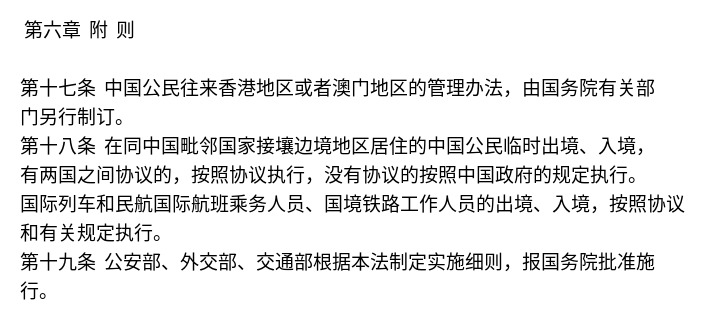 第六章 附 则
第十七条 中国公民往来香港地区或者澳门地区的管理办法，由国务院有关部
门另行制订。
第十八条 在同中国毗邻国家接壤边境地区居住的中国公民临时出境、入境，
有两国之间协议的，按照协议执行，没有协议的按照中国政府的规定执行。
国际列车和民航国际航班乘务人员、国境铁路工作人员的出境、入境，按照协议
和有关规定执行。
第十九条 公安部、外交部、交通部根据本法制定实施细则，报国务院批准施
行。